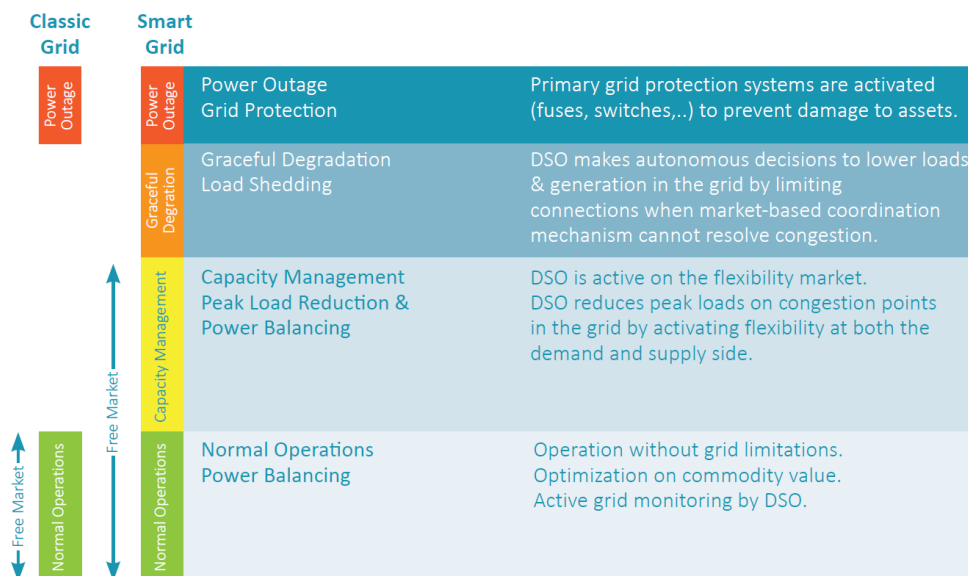 Classic
Grid
Smart
Grid
Power
Outage
Power
Outage
Power Outage
Grid Protection
Primary grid protection systems are activated
(fuses, switches,..) to prevent damage to assets.
Graceful
Degration
Graceful Degradation
Load Shedding
DSO makes autonomous decisions to lower loads
& generation in the grid by limiting
connections when market-based coordination
mechanism cannot resolve congestion.
Free Market
Capacity Management
Capacity Management
Peak Load Reduction &
Power Balancing
DSO is active on the flexibility market.
DSO reduces peak loads on congestion points
in the grid by activating flexibility at both the
demand and supply side.
Free Market
Normal Operations
Normal Operations
Normal Operations
Power Balancing
Operation without grid limitations.
Optimization on commodity value.
Active grid monitoring by DSO.